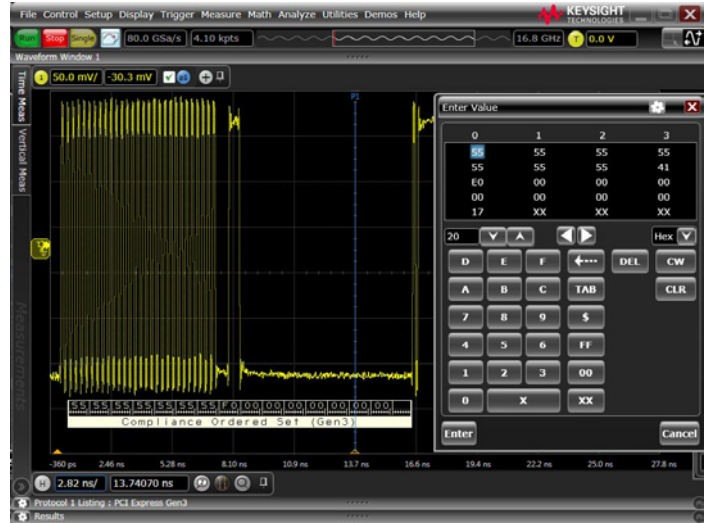 File Control Setup Display Trigger Measure Math Analyze Utilities Demos Help
KEYSIGHT
TECHNOLOGIES
Run Stop Single 80.0 GSa/s 4.10 kpts 16.8 GHz T 0.0 V
Waveform Window 1
1 50.0 mV/ -30.3 mV
Time Meas
Vertical Meas
Measurements
P1
Enter Value
0 1 2 3
55 55 55 55
55 55 55 41
E0 00 00 00
00 00 00 00
17 XX XX XX
20 Hex
D E F DEL CW
A B C TAB CLR
7 8 9 $
4 5 6 FF
1 2 3 00
0 X XX
Enter Cancel
55 55 55 55 55 55 55 F0 00 00 00 00 00 00 00
Compliance Ordered Set (Gen3)
-360 ps 2.46 ns 5.28 ns 8.10 ns 10.9 ns 13.7 ns 16.6 ns 19.4 ns 22.2 ns 25.0 ns 27.8 ns
H 2.82 ns/ 13.74070 ns
Protocol 1 Listing : PCI Express Gen3
Results